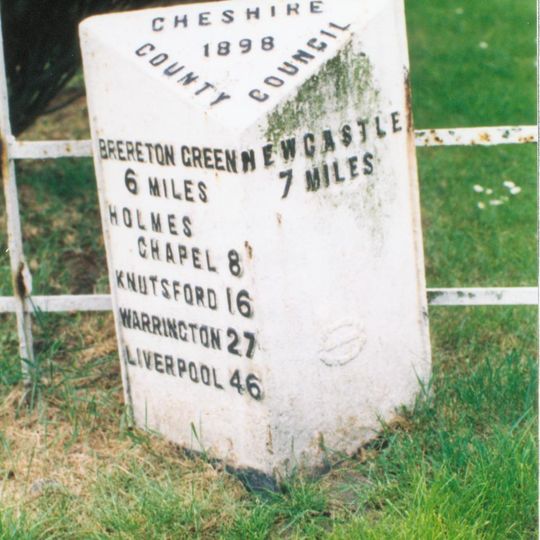 CHESHIRE
1898
COUNTY COUNCIL
BRERETON GREEN
6 MILES
HOLMES
CHAPEL 8
KNUTSFORD 16
WARRINGTON 27
LIVERPOOL 46
NEWCASTLE
7 MILES